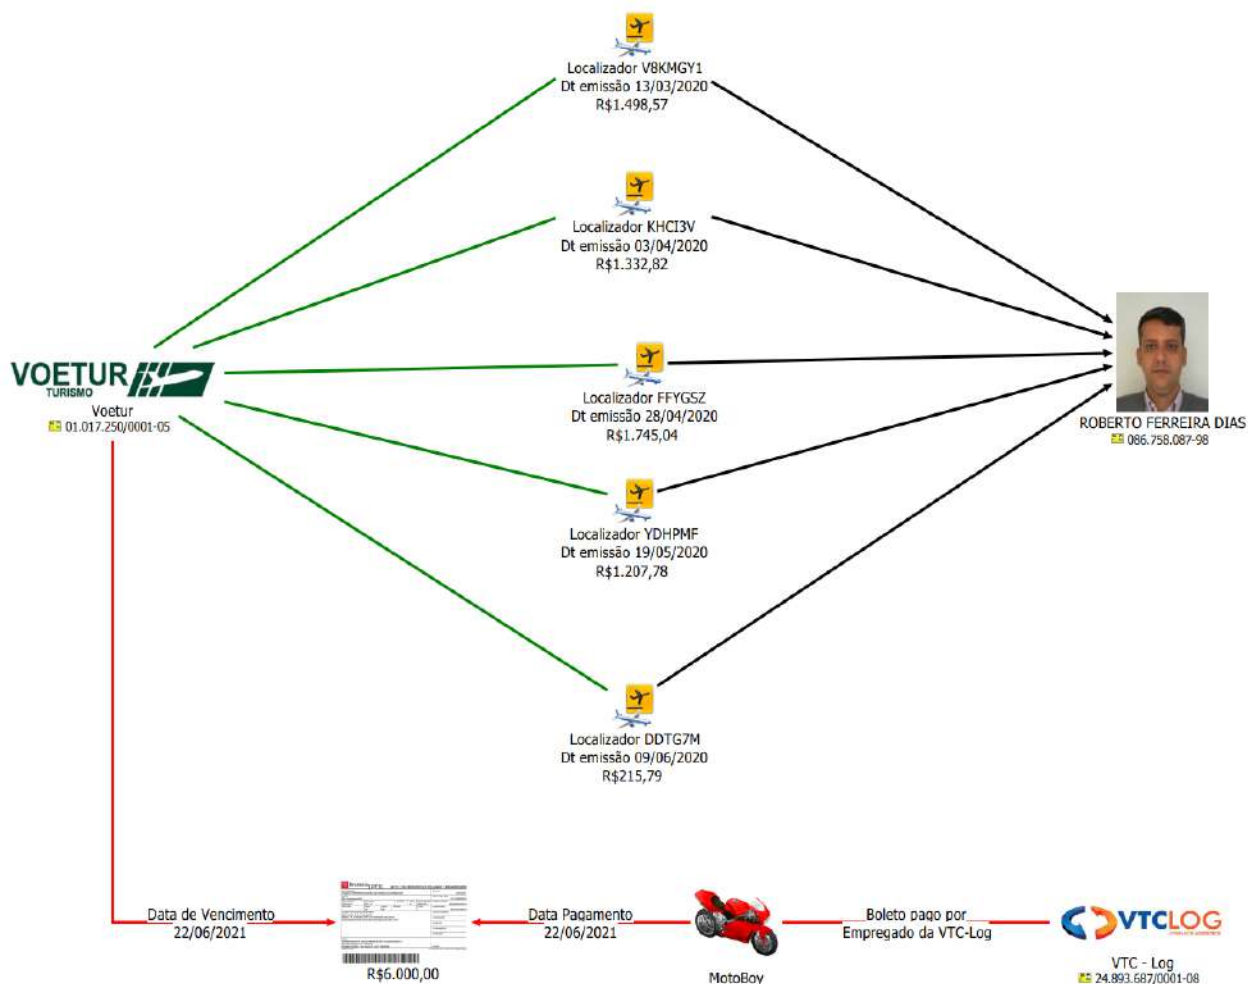 Localizador V8KMGY1
Dt emissão 13/03/2020
R$1.498,57
Localizador KHCI3V
Dt emissão 03/04/2020
R$1.332,82
VOETUR
TURISMO
Voetur
01.017.250/0001-05
Localizador FFYGSZ
Dt emissão 28/04/2020
R$1.745,04
ROBERTO FERREIRA DIAS
086.758.087-98
Localizador YDHPMF
Dt emissão 19/05/2020
R$1.207,78
Localizador DDTG7M
Dt emissão 09/06/2020
R$215,79
Data de Vencimento
22/06/2021
R$6.000,00
Data Pagamento
22/06/2021
MotoBoy
Boleto pago por
Empregado da VTC-Log
VTCLOG
VTC - Log
24.893.687/0001-08